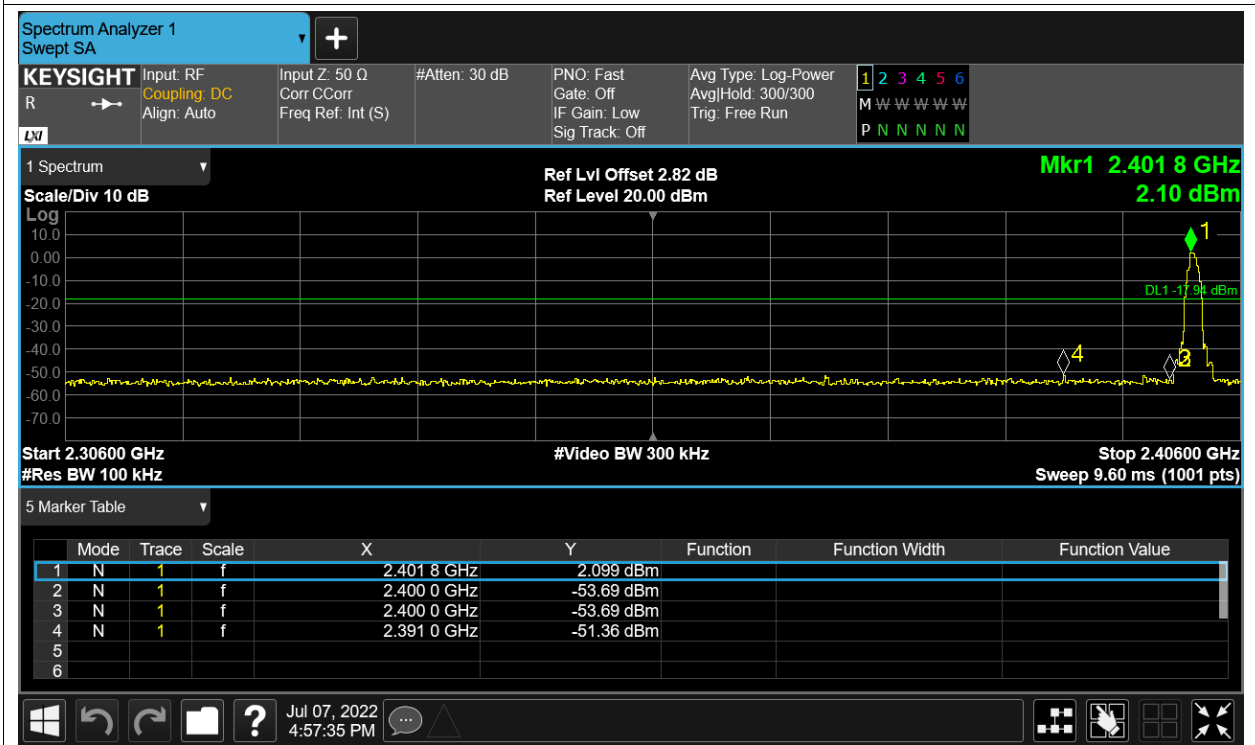 Spectrum Analyzer 1
Swept SA
+
KEYSIGHT
R
LXI
Input: RF
Coupling: DC
Align: Auto
Input Z: 50 Ω
Corr CCorr
Freq Ref: Int (S)
#Atten: 30 dB
PNO: Fast
Gate: Off
IF Gain: Low
Sig Track: Off
Avg Type: Log-Power
Avg|Hold: 300/300
Trig: Free Run
1 2 3 4 5 6
M W W W W W
P N N N N N
1 Spectrum
Scale/Div 10 dB
Ref Lvl Offset 2.82 dB
Ref Level 20.00 dBm
Mkr1 2.401 8 GHz
2.10 dBm
Log
10.0
0.00
-10.0
-20.0
-30.0
-40.0
-50.0
-60.0
-70.0
1
DL1 -17.94 dBm
4
Start 2.30600 GHz
#Res BW 100 kHz
#Video BW 300 kHz
Stop 2.40600 GHz
Sweep 9.60 ms (1001 pts)
5 Marker Table
Mode Trace Scale X Y Function Function Width Function Value
1 N 1 f 2.401 8 GHz 2.099 dBm
2 N 1 f 2.400 0 GHz -53.69 dBm
3 N 1 f 2.400 0 GHz -53.69 dBm
4 N 1 f 2.391 0 GHz -51.36 dBm
5
6
?
Jul 07, 2022
4:57:35 PM